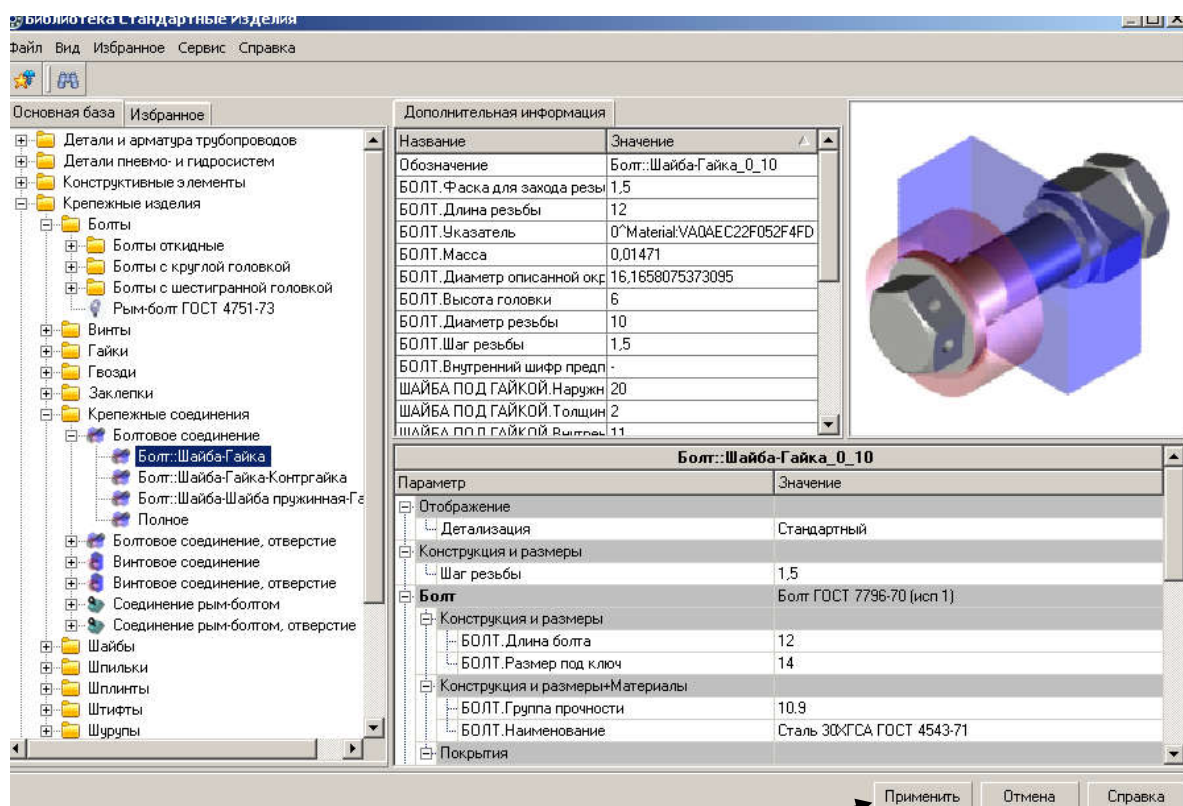 Библиотека Стандартные Изделия
Файл Вид Избранное Сервис Справка
Основная база Избранное
Детали и арматура трубопроводов
Детали пневмо- и гидросистем
Конструктивные элементы
Крепежные изделия
Болты
Болты откидные
Болты с круглой головкой
Болты с шестигранной головкой
Рым-болт ГОСТ 4751-73
Винты
Гайки
Гвозди
Заклепки
Крепежные соединения
Болтовое соединение
Болт::Шайба-Гайка
Болт::Шайба-Гайка-Контргайка
Болт::Шайба-Шайба пружинная-Га
Полное
Болтовое соединение, отверстие
Винтовое соединение
Винтовое соединение, отверстие
Соединение рым-болтом
Соединение рым-болтом, отверстие
Шайбы
Шпильки
Шплинты
Штифты
Шурупы
Дополнительная информация
Название Значение
Обозначение Болт::Шайба-Гайка_0_10
БОЛТ.Фаска для захода резы 1,5
БОЛТ.Длина резьбы 12
БОЛТ.Указатель 0^Material:VA0AEC22F052F4FD
БОЛТ.Масса 0,01471
БОЛТ.Диаметр описанной окр 16,1658075373095
БОЛТ.Высота головки 6
БОЛТ.Диаметр резьбы 10
БОЛТ.Шаг резьбы 1,5
БОЛТ.Внутренний шифр предп -
ШАЙБА ПОД ГАЙКОЙ.Наружн 20
ШАЙБА ПОД ГАЙКОЙ.Толщин 2
ШАЙБА ПОД ГАЙКОЙ.Внутрен 11
Болт::Шайба-Гайка_0_10
Параметр Значение
Отображение
Детализация Стандартный
Конструкция и размеры
Шаг резьбы 1,5
Болт Болт ГОСТ 7796-70 (исп 1)
Конструкция и размеры
БОЛТ.Длина болта 12
БОЛТ.Размер под ключ 14
Конструкция и размеры+Материалы
БОЛТ.Группа прочности 10.9
БОЛТ.Наименование Сталь 30ХГСА ГОСТ 4543-71
Покрытия
Применить Отмена Справка